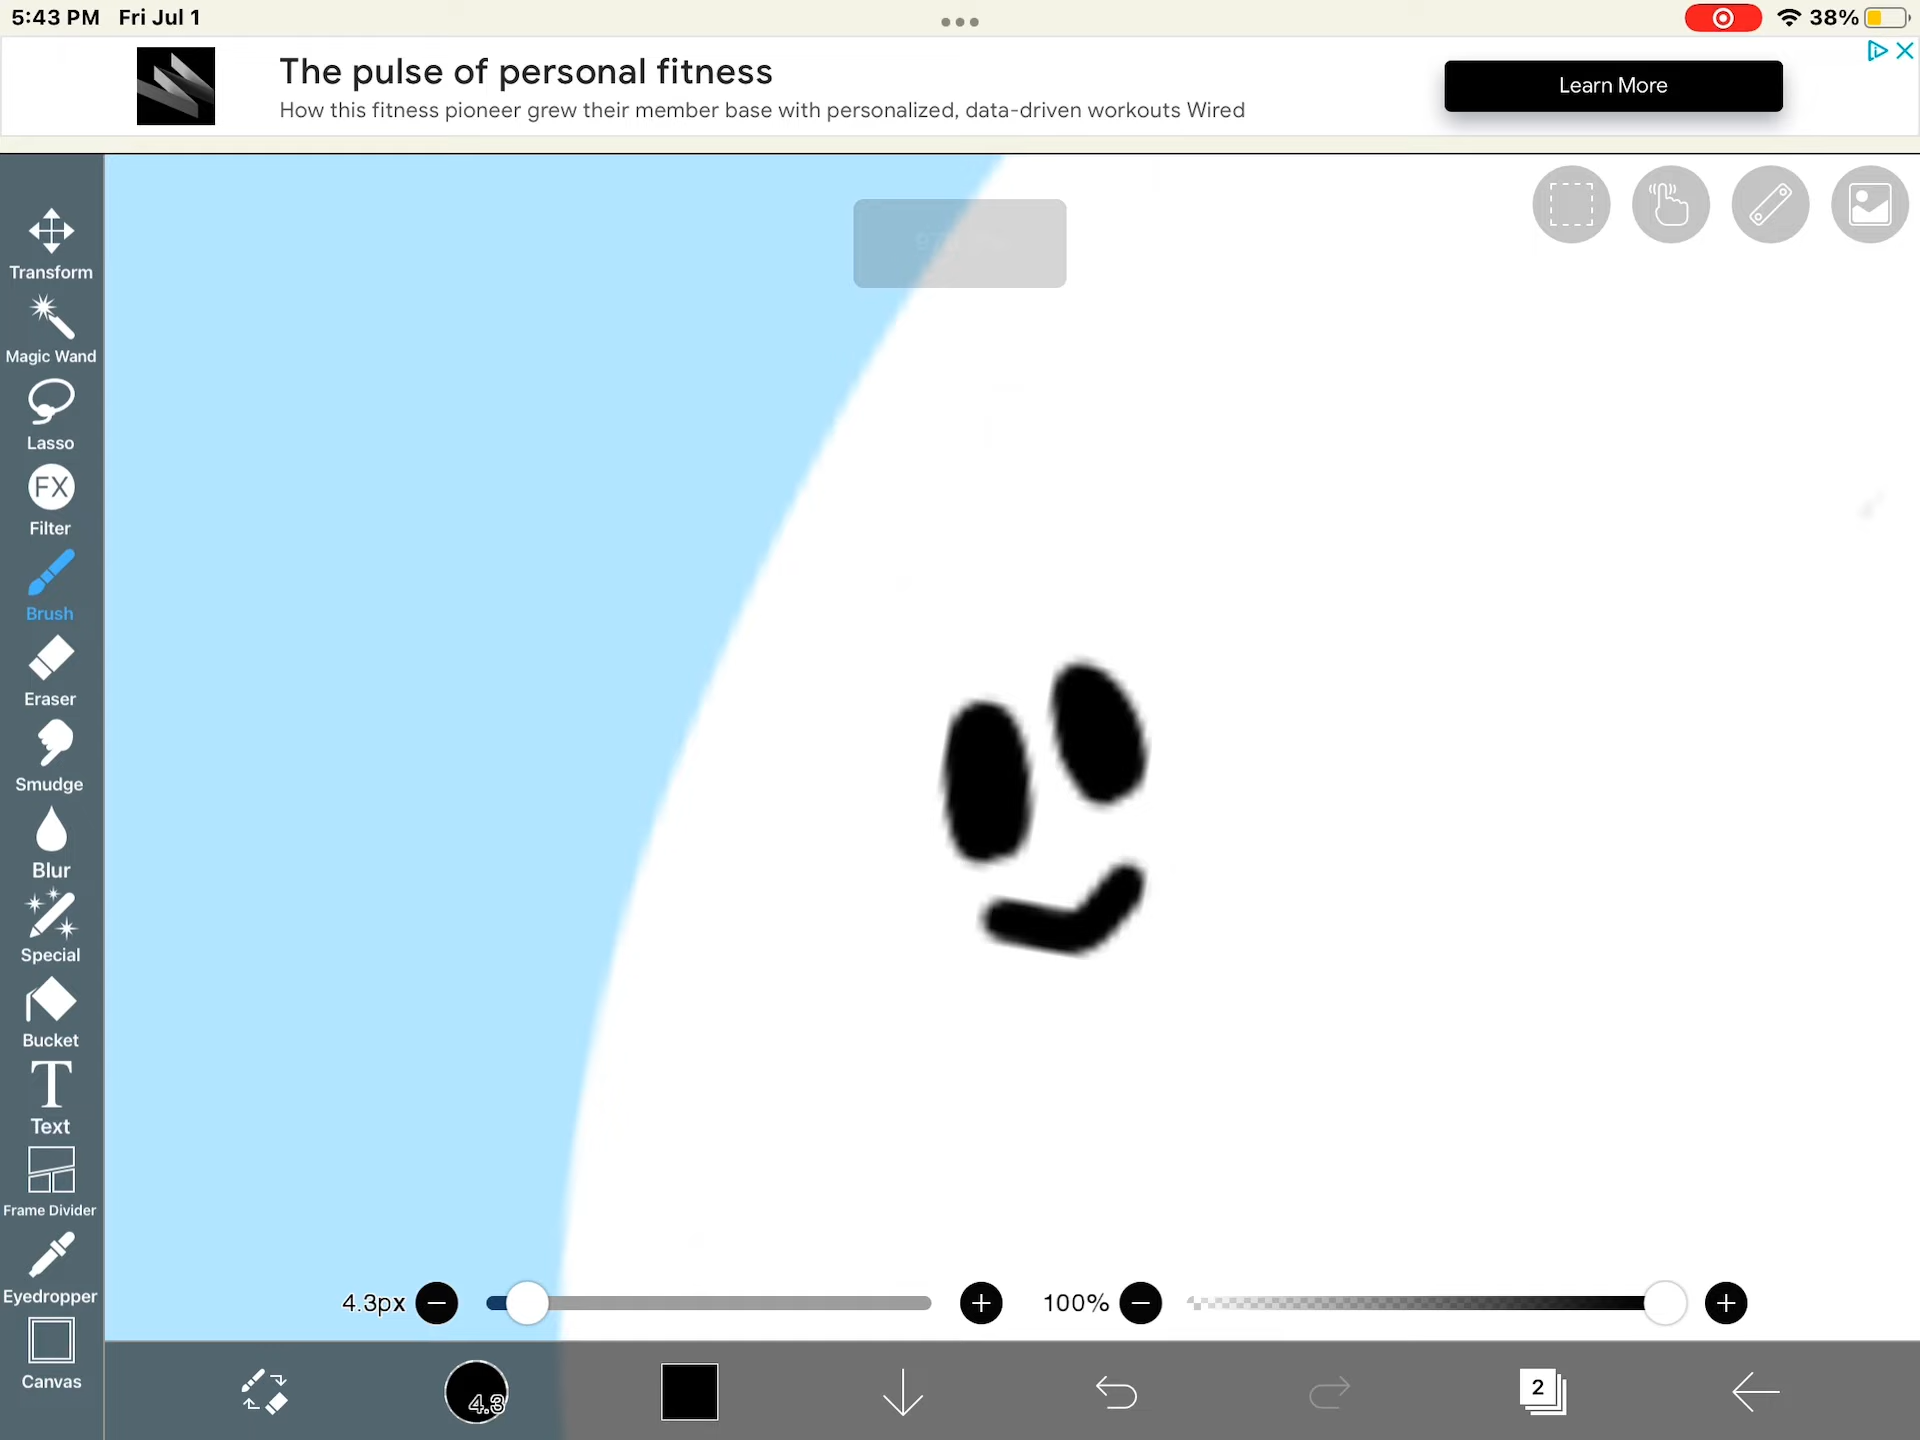 5:43 PM Fri Jul 1
38%
The pulse of personal fitness
How this fitness pioneer grew their member base with personalized, data-driven workouts Wired
Learn More
Transform
Magic Wand
Lasso
FX
Filter
Brush
Eraser
Smudge
Blur
Special
Bucket
T
Text
Frame Divider
Eyedropper
Canvas
4.3px
100%
4.3
2